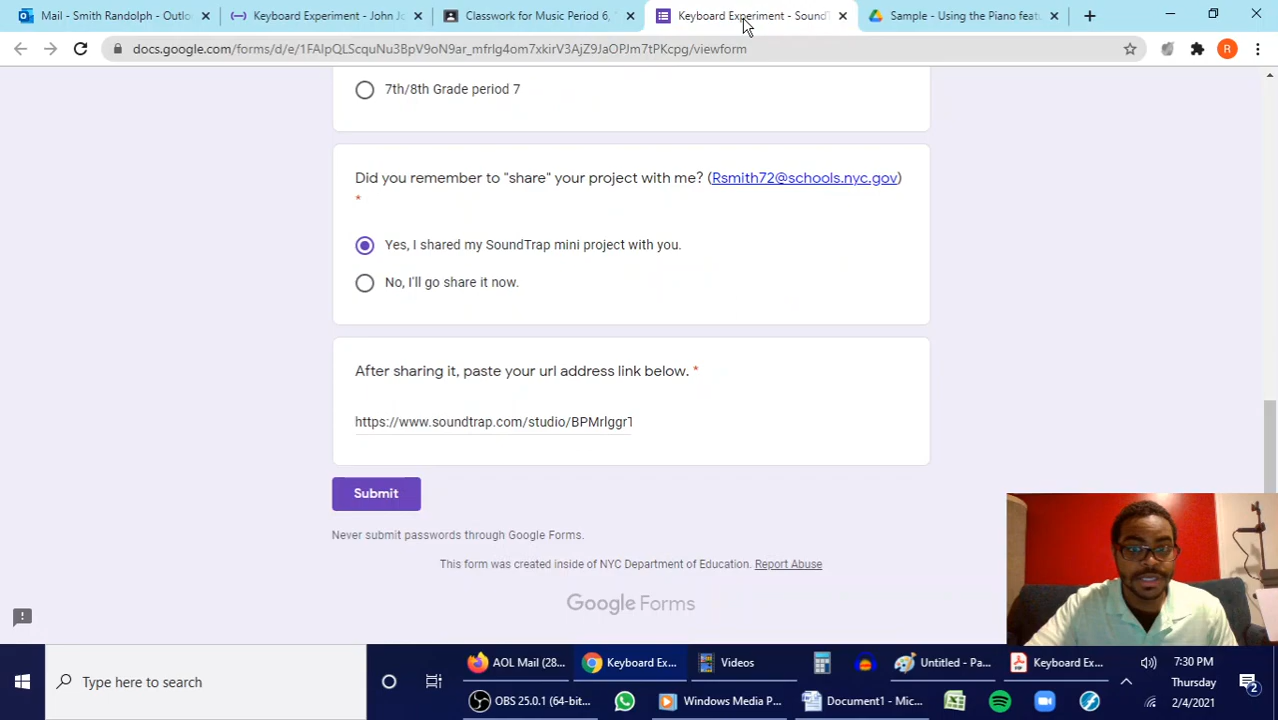 Mail - Smith Randolph - Outlo
Keyboard Experiment - John Jo
Classwork for Music Period 6,
Keyboard Experiment - SoundT
Sample - Using the Piano feat
docs.google.com/forms/d/e/1FAIpQLScquNu3BpV9oN9ar_mfrlg4om7xkirV3AjZ9JaOPJm7tPKcpg/viewform
R
7th/8th Grade period 7
Did you remember to "share" your project with me? (Rsmith72@schools.nyc.gov)
*
Yes, I shared my SoundTrap mini project with you.
No, I'll go share it now.
After sharing it, paste your url address link below. *
https://www.soundtrap.com/studio/BPMrlggr1
Submit
Never submit passwords through Google Forms.
This form was created inside of NYC Department of Education. Report Abuse
Google Forms
AOL Mail (28...
Keyboard Ex...
Videos
Untitled - Pa...
Keyboard Ex...
7:30 PM
Type here to search
Thursday
OBS 25.0.1 (64-bit...
Windows Media P...
Document1 - Mic...
2/4/2021
2